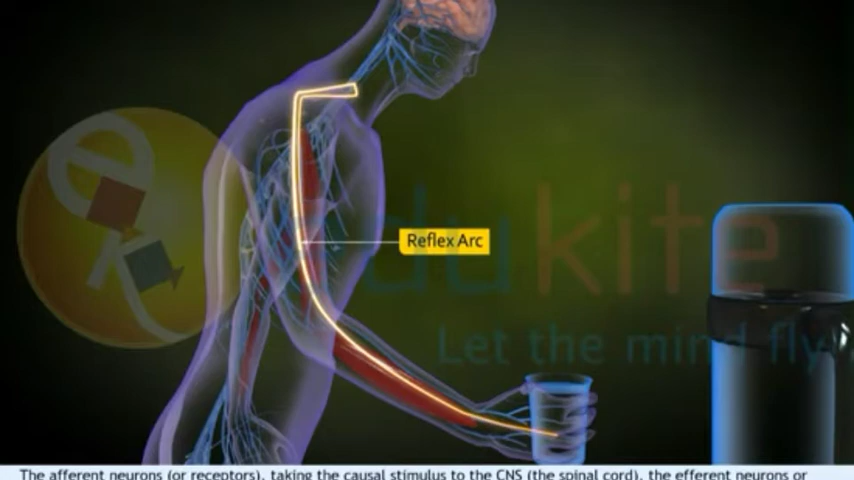 Reflex Arc
edukite
Let the mind fly
The afferent neurons (or receptors), taking the causal stimulus to the CNS (the spinal cord), the efferent neurons or